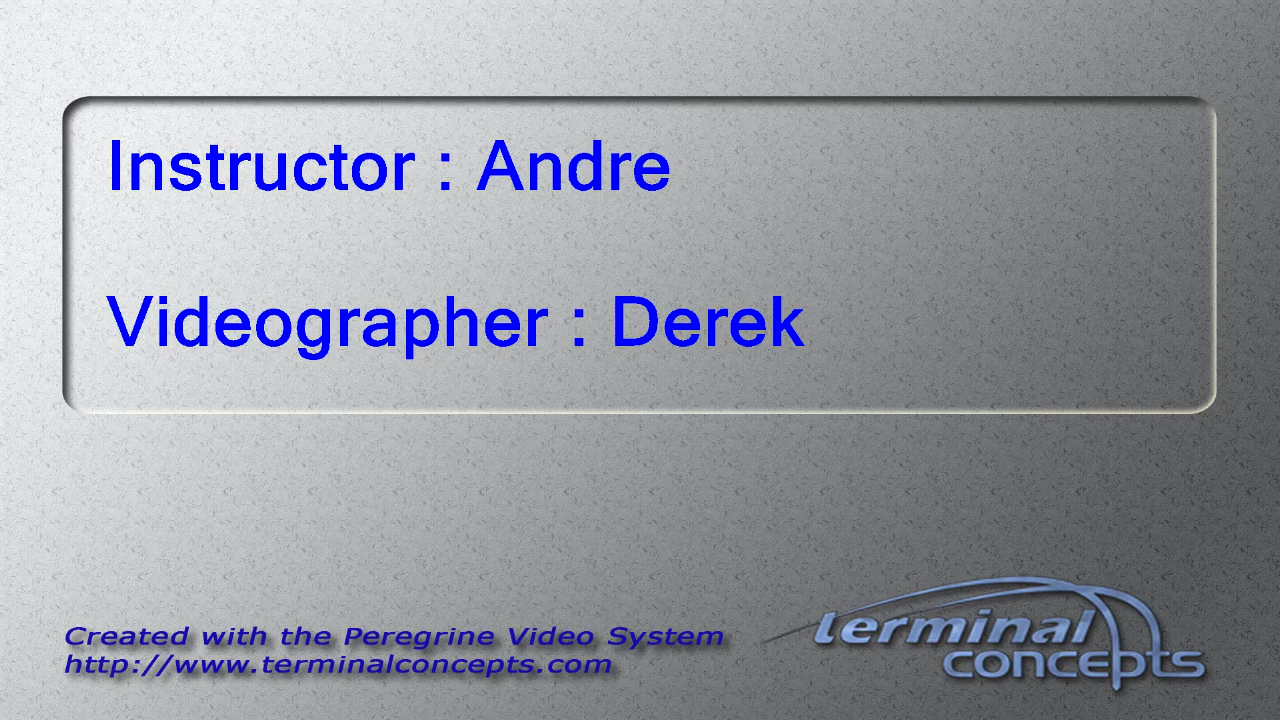 Instructor : Andre
Videographer : Derek
Created with the Peregrine Video System
http://www.terminalconcepts.com
terminal
concepts